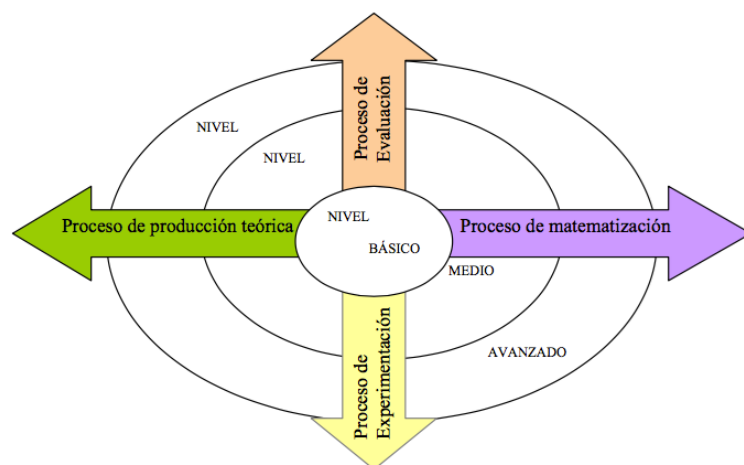 Proceso de
Evaluación
NIVEL
NIVEL
Proceso de producción teórica
NIVEL
BÁSICO
Proceso de matematización
MEDIO
AVANZADO
Proceso de
Experimentación